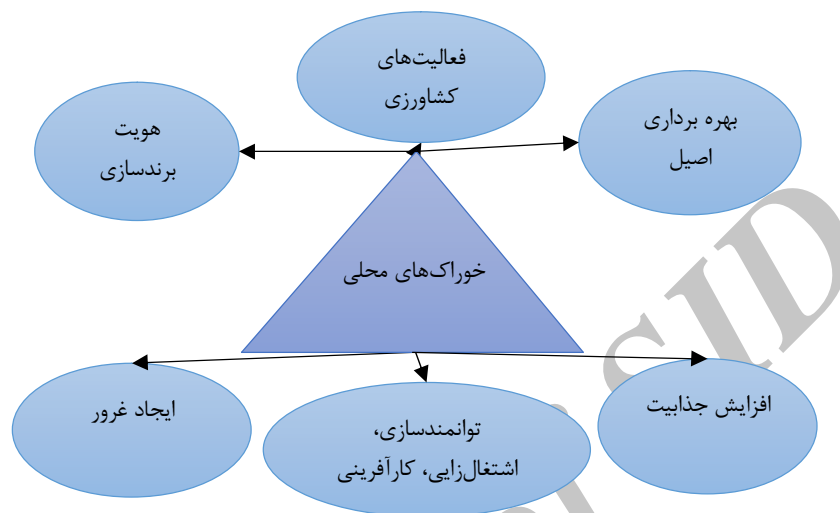 فعالیت‌های
کشاورزی
بهره برداری
اصیل
هویت
برندسازی
خوراک‌های محلی
افزایش جذابیت
توانمندسازی،
اشتغال‌زایی، کارآفرینی
ایجاد غرور
SID